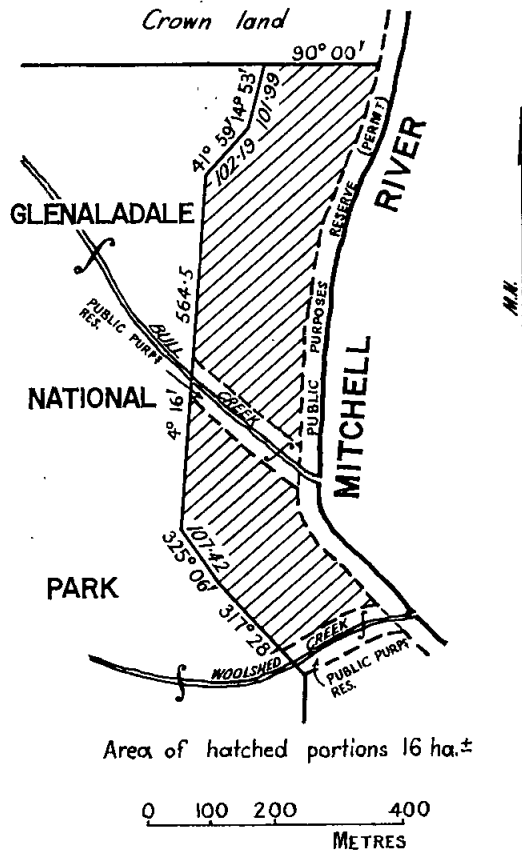 Crown land
90° 00'
14° 53'
101·99
41° 59'
102·19
(PERMT)
RESERVE
PURPOSES
PUBLIC
RIVER
MITCHELL
GLENALADALE
NATIONAL
PARK
564·5
4° 16'
BULL
CREEK
PUBLIC PURPS
RES.
M.N.
107·42
325° 06'
317° 28'
WOOLSHED
CREEK
(PUBLIC PURPS
RES.
Area of hatched portions 16 ha.±
0 100 200 400
METRES